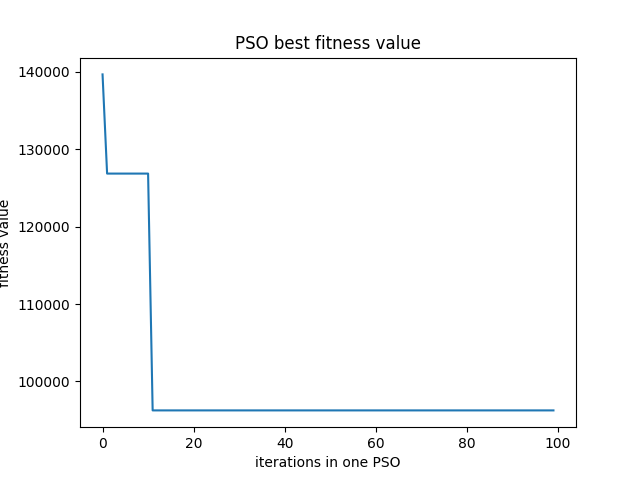 PSO best fitness value
140000
130000
120000
110000
100000
fitness value
0 20 40 60 80 100
iterations in one PSO